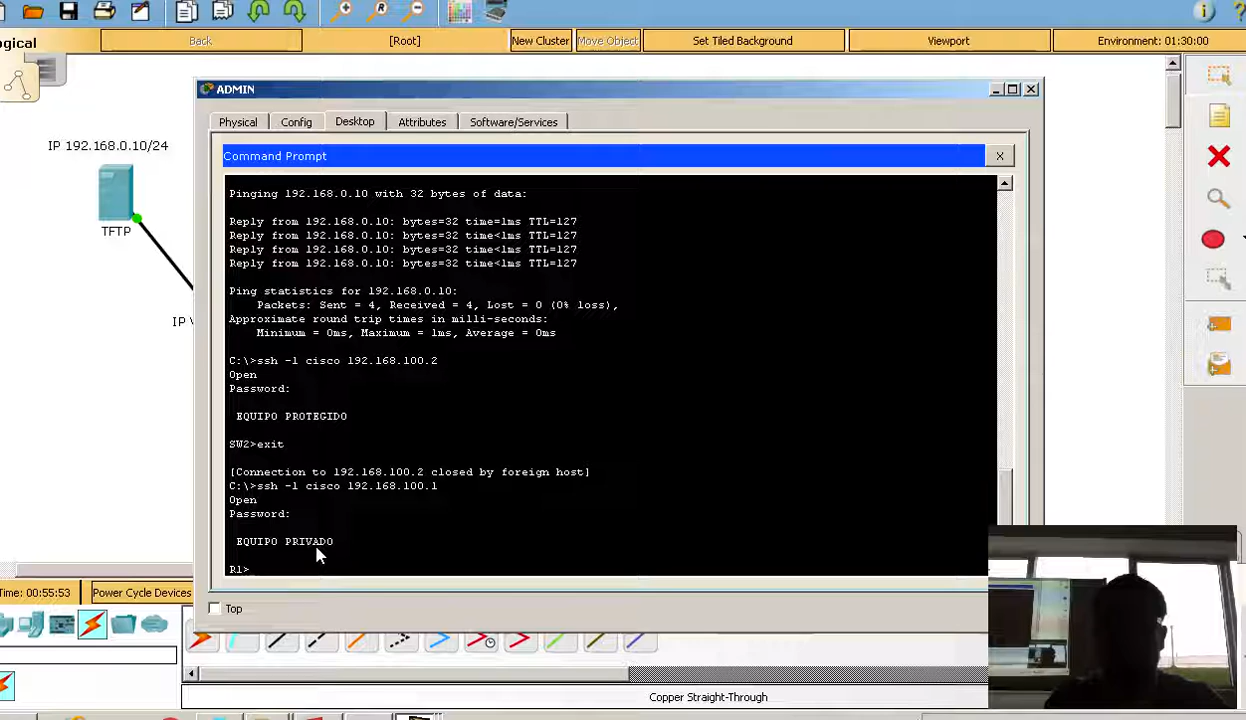 ogical
Back
[Root]
New Cluster
Move Object
Set Tiled Background
Viewport
Environment: 01:30:00
IP 192.168.0.10/24
TFTP
IP V
ADMIN
Physical
Config
Desktop
Attributes
Software/Services
Command Prompt
X
Pinging 192.168.0.10 with 32 bytes of data:
Reply from 192.168.0.10: bytes=32 time=1ms TTL=127
Reply from 192.168.0.10: bytes=32 time<1ms TTL=127
Reply from 192.168.0.10: bytes=32 time<1ms TTL=127
Reply from 192.168.0.10: bytes=32 time<1ms TTL=127
Ping statistics for 192.168.0.10:
Packets: Sent = 4, Received = 4, Lost = 0 (0% loss),
Approximate round trip times in milli-seconds:
Minimum = 0ms, Maximum = 1ms, Average = 0ms
C:\>ssh -l cisco 192.168.100.2
Open
Password:
EQUIPO PROTEGIDO
SW2>exit
[Connection to 192.168.100.2 closed by foreign host]
C:\>ssh -l cisco 192.168.100.1
Open
Password:
EQUIPO PRIVADO
R1>
Top
Time: 00:55:53
Power Cycle Devices
Copper Straight-Through